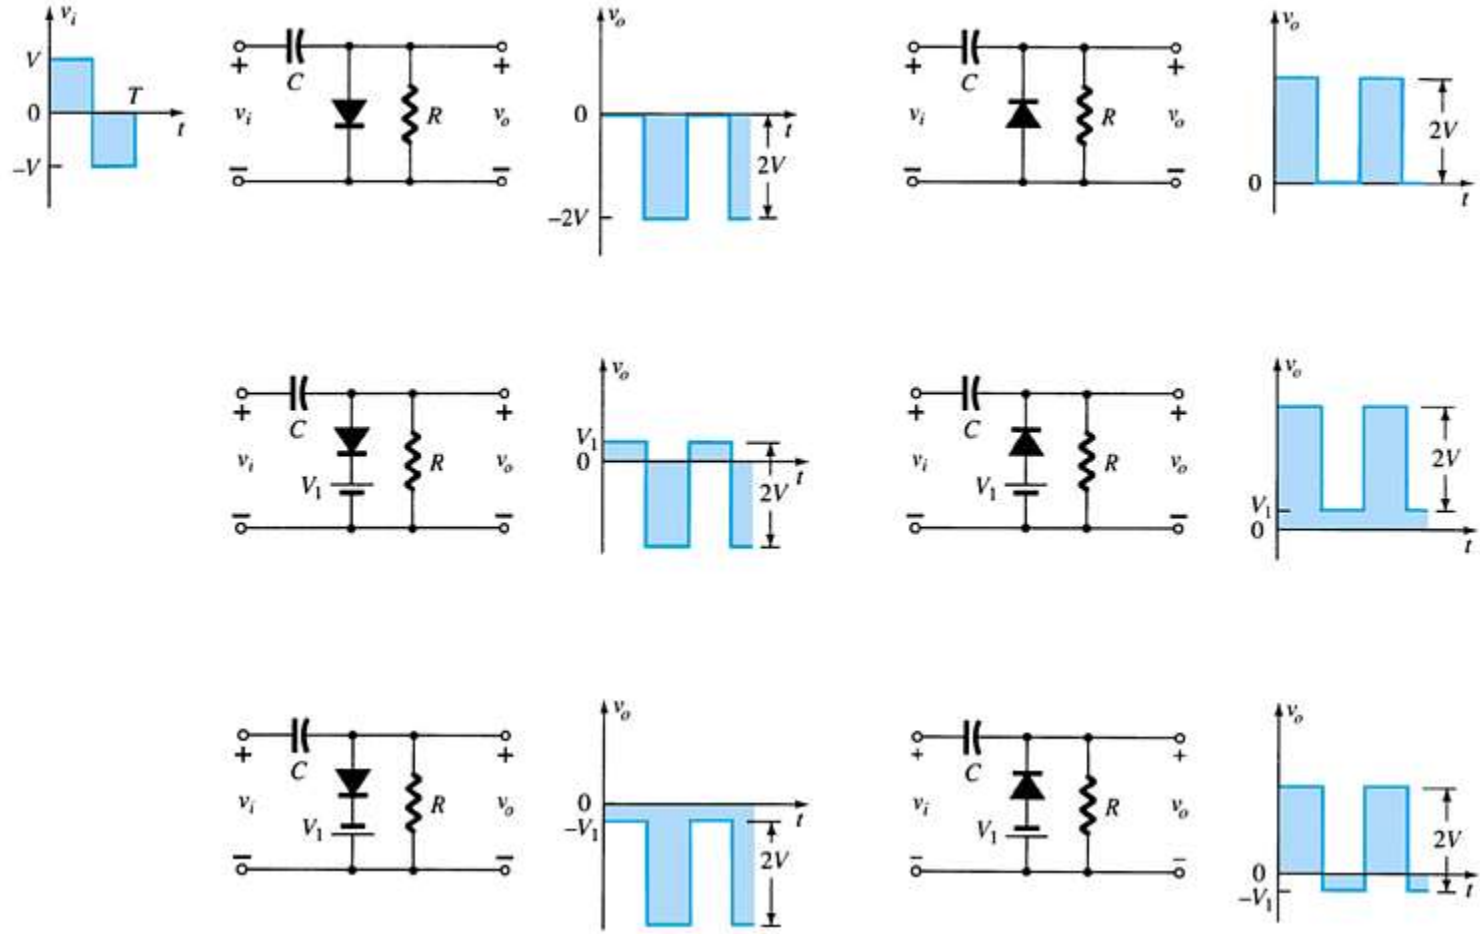 v_i
V
0
T
t
−V
+
C
v_i
R
+
v_o
−
−
v_o
0
t
2V
−2V
+
C
v_i
R
+
v_o
−
−
v_o
2V
0
t
+
C
v_i
V_1
R
+
v_o
−
−
v_o
V_1
0
t
2V
+
C
v_i
V_1
R
+
v_o
−
−
v_o
2V
V_1
0
t
+
C
v_i
V_1
R
+
v_o
−
−
v_o
0
t
−V_1
2V
+
C
v_i
V_1
R
+
v_o
−
−
v_o
2V
0
t
−V_1